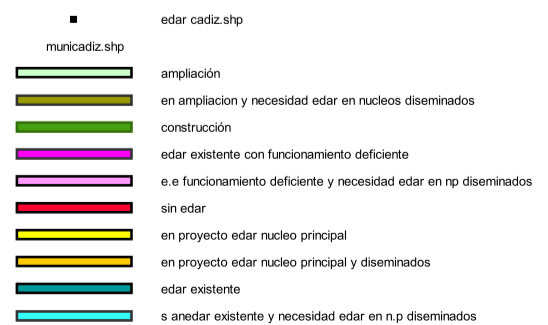 edar cadiz.shp
municadiz.shp
ampliación
en ampliacion y necesidad edar en nucleos diseminados
construcción
edar existente con funcionamiento deficiente
e.e funcionamiento deficiente y necesidad edar en np diseminados
sin edar
en proyecto edar nucleo principal
en proyecto edar nucleo principal y diseminados
edar existente
s anedar existente y necesidad edar en n.p diseminados